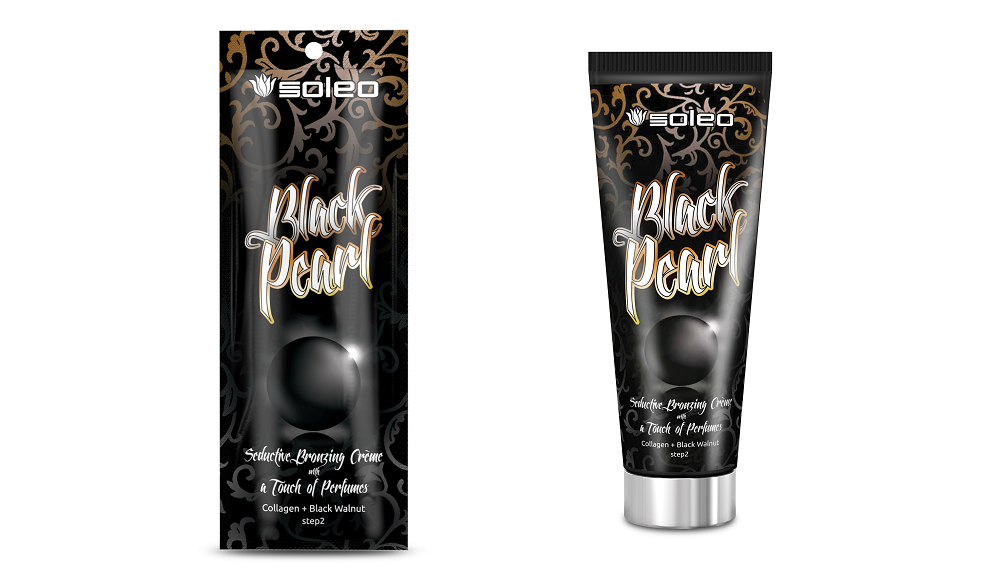 soleo
Black
Pearl
Seductive Bronzing Crème
with
a Touch of Perfumes
Collagen + Black Walnut
step2
soleo
Black
Pearl
Seductive Bronzing Crème
with
a Touch of Perfumes
Collagen + Black Walnut
step2